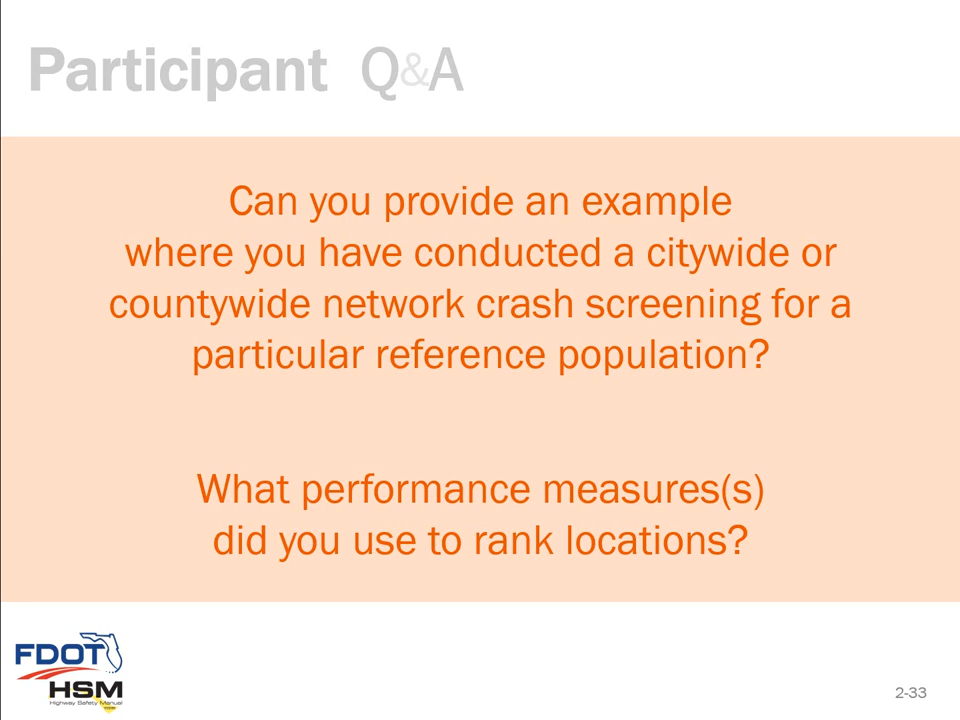 Participant Q&A
Can you provide an example
where you have conducted a citywide or
countywide network crash screening for a
particular reference population?
What performance measures(s)
did you use to rank locations?
FDOT
HSM
Highway Safety Manual
2-33